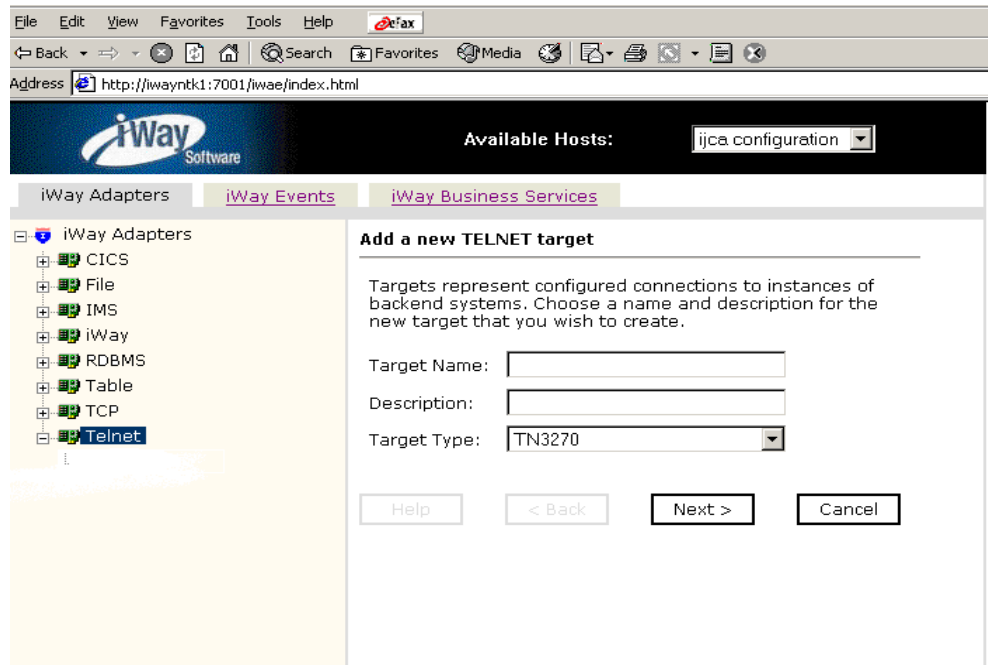 File Edit View Favorites Tools Help eFax
Back Search Favorites Media
Address http://iwayntk1:7001/iwae/index.html
iWay Software
Available Hosts: ijca configuration
iWay Adapters iWay Events iWay Business Services
iWay Adapters
CICS
File
IMS
iWay
RDBMS
Table
TCP
Telnet
Add a new TELNET target
Targets represent configured connections to instances of
backend systems. Choose a name and description for the
new target that you wish to create.
Target Name:
Description:
Target Type: TN3270
Help < Back Next > Cancel